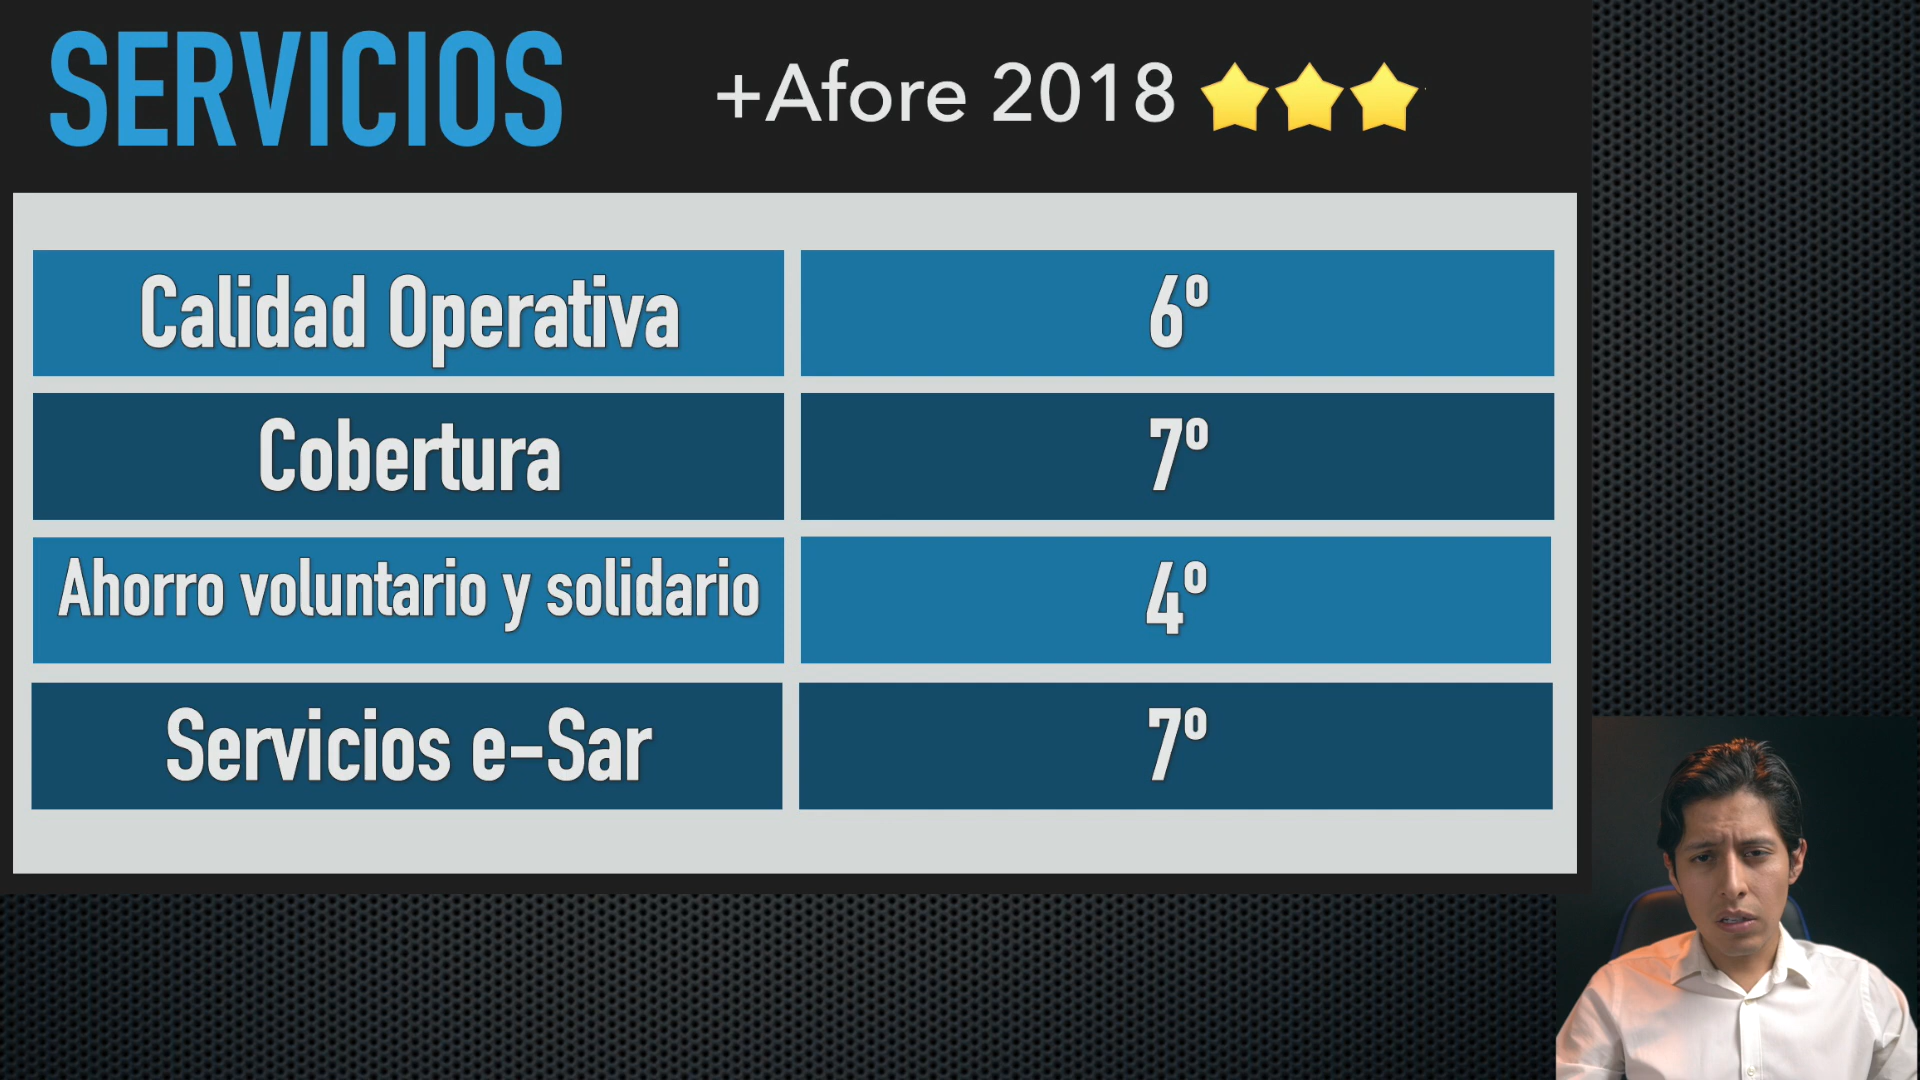 SERVICIOS
+Afore 2018
Calidad Operativa
6º
Cobertura
7º
Ahorro voluntario y solidario
4º
Servicios e-Sar
7º